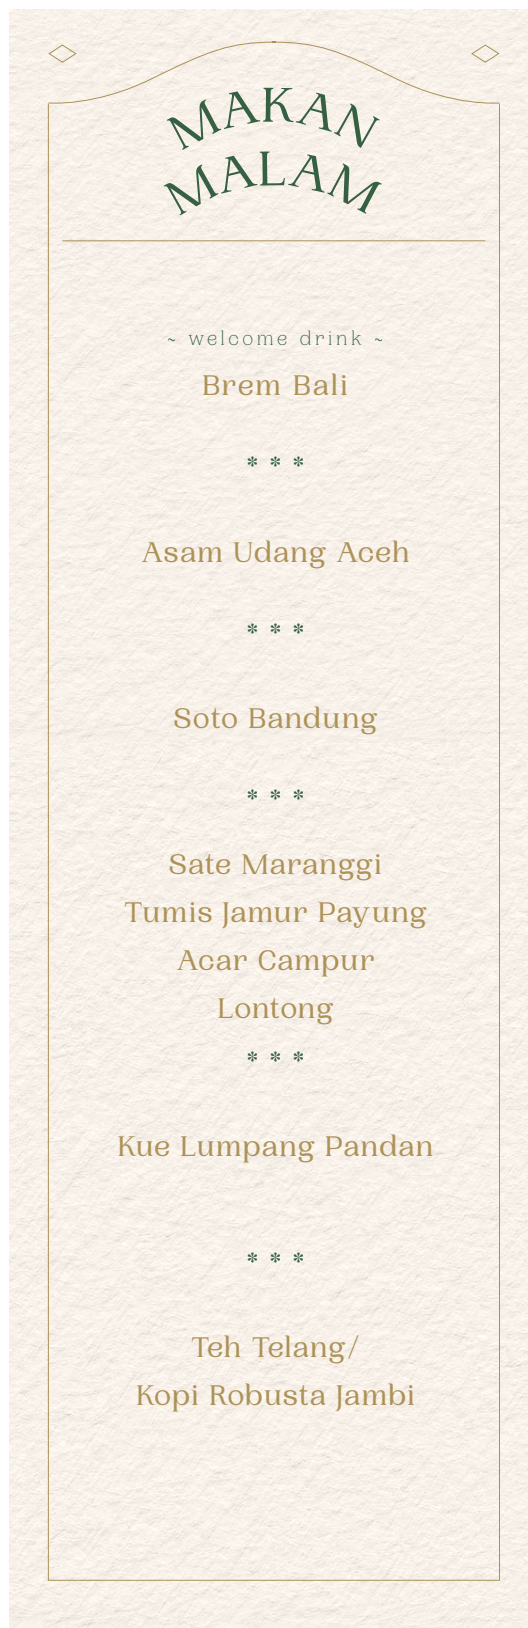 MAKAN
MALAM
~ welcome drink ~
Brem Bali
* * *
Asam Udang Aceh
* * *
Soto Bandung
* * *
Sate Maranggi
Tumis Jamur Payung
Acar Campur
Lontong
* * *
Kue Lumpang Pandan
* * *
Teh Telang/
Kopi Robusta Jambi